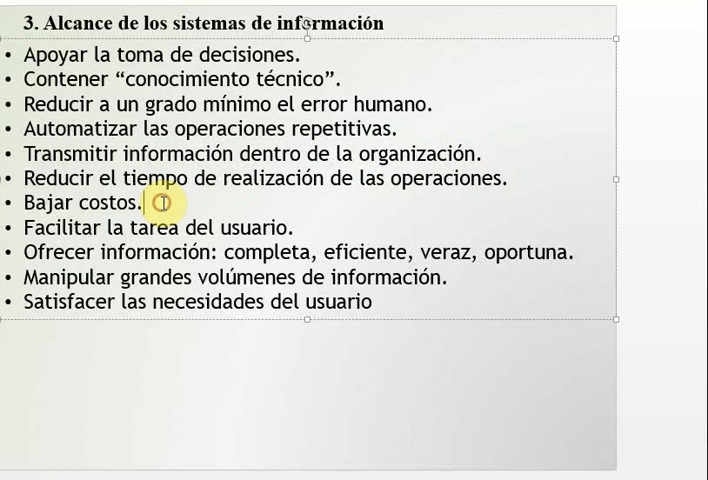 3. Alcance de los sistemas de información
• Apoyar la toma de decisiones.
• Contener “conocimiento técnico”.
• Reducir a un grado mínimo el error humano.
• Automatizar las operaciones repetitivas.
• Transmitir información dentro de la organización.
• Reducir el tiempo de realización de las operaciones.
• Bajar costos.
• Facilitar la tarea del usuario.
• Ofrecer información: completa, eficiente, veraz, oportuna.
• Manipular grandes volúmenes de información.
• Satisfacer las necesidades del usuario